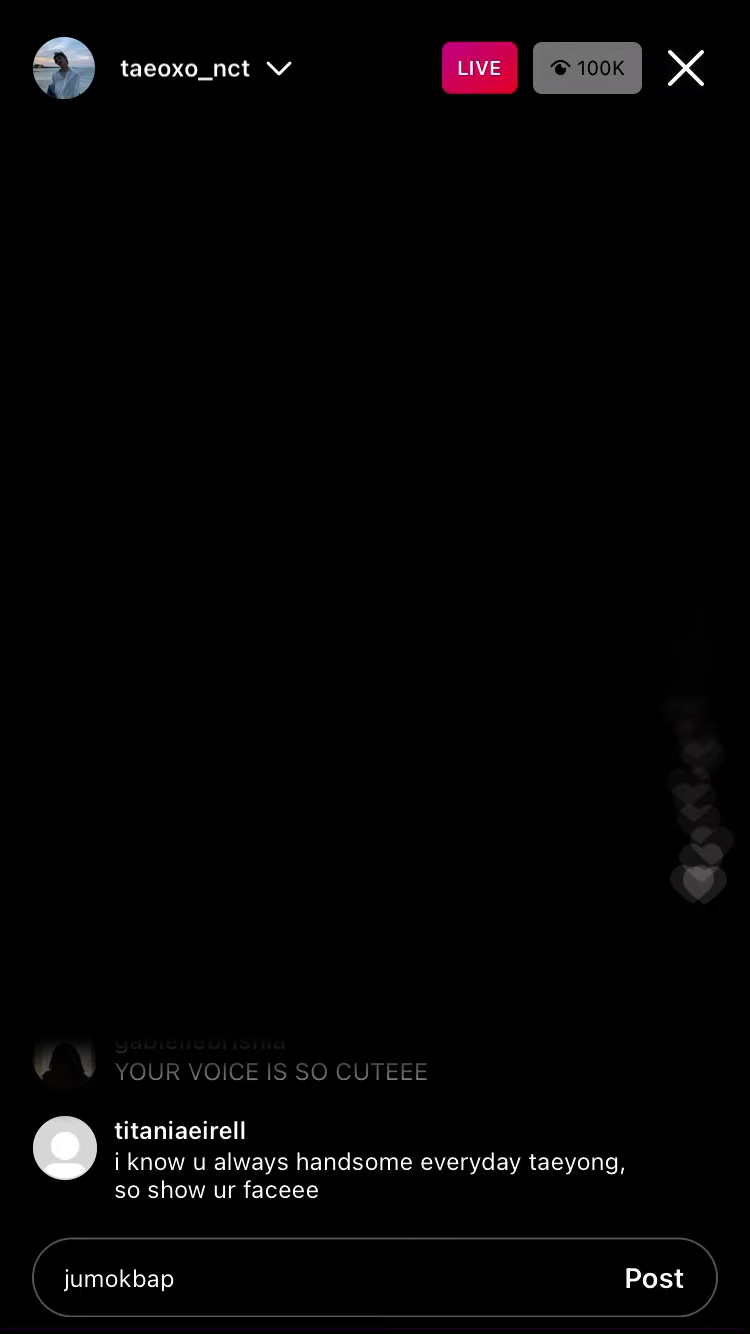 taeoxo_nct
LIVE
100K
YOUR VOICE IS SO CUTEEE
titaniaeirell
i know u always handsome everyday taeyong,
so show ur faceee
jumokbap
Post